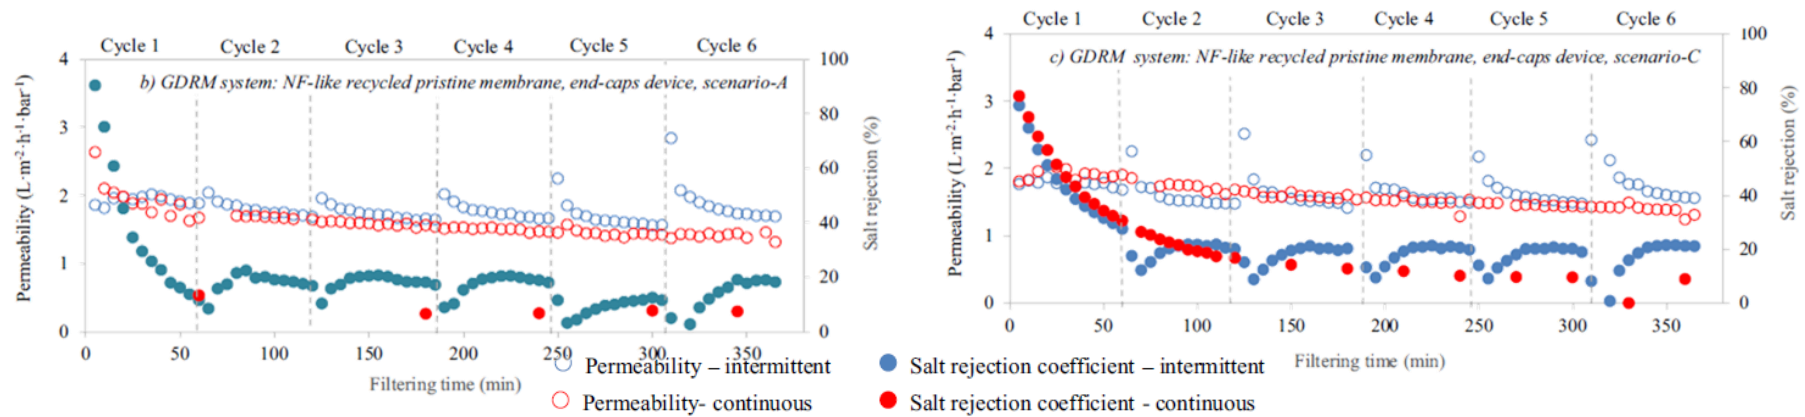 Cycle 1 Cycle 2 Cycle 3 Cycle 4 Cycle 5 Cycle 6
b) GDRM system: NF-like recycled pristine membrane, end-caps device, scenario-A
Permeability (L·m⁻²·h⁻¹·bar⁻¹)
4
3
2
1
0
100
80
60
40
20
0
Salt rejection (%)
0 50 100 150 200 250 300 350
Filtering time (min)
Cycle 1 Cycle 2 Cycle 3 Cycle 4 Cycle 5 Cycle 6
c) GDRM system: NF-like recycled pristine membrane, end-caps device, scenario-C
Permeability (L·m⁻²·h⁻¹·bar⁻¹)
4
3
2
1
0
100
80
60
40
20
0
Salt rejection (%)
0 50 100 150 200 250 300 350
Filtering time (min)
Permeability – intermittent
Salt rejection coefficient – intermittent
Permeability- continuous
Salt rejection coefficient - continuous